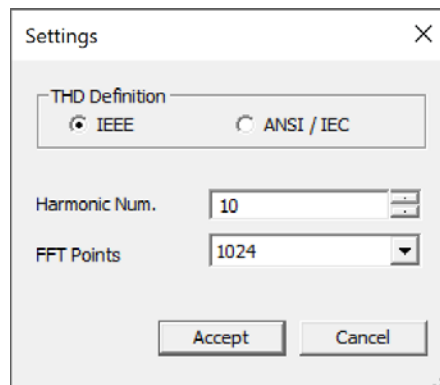 Settings
THD Definition
IEEE ANSI / IEC
Harmonic Num. 10
FFT Points 1024
Accept Cancel